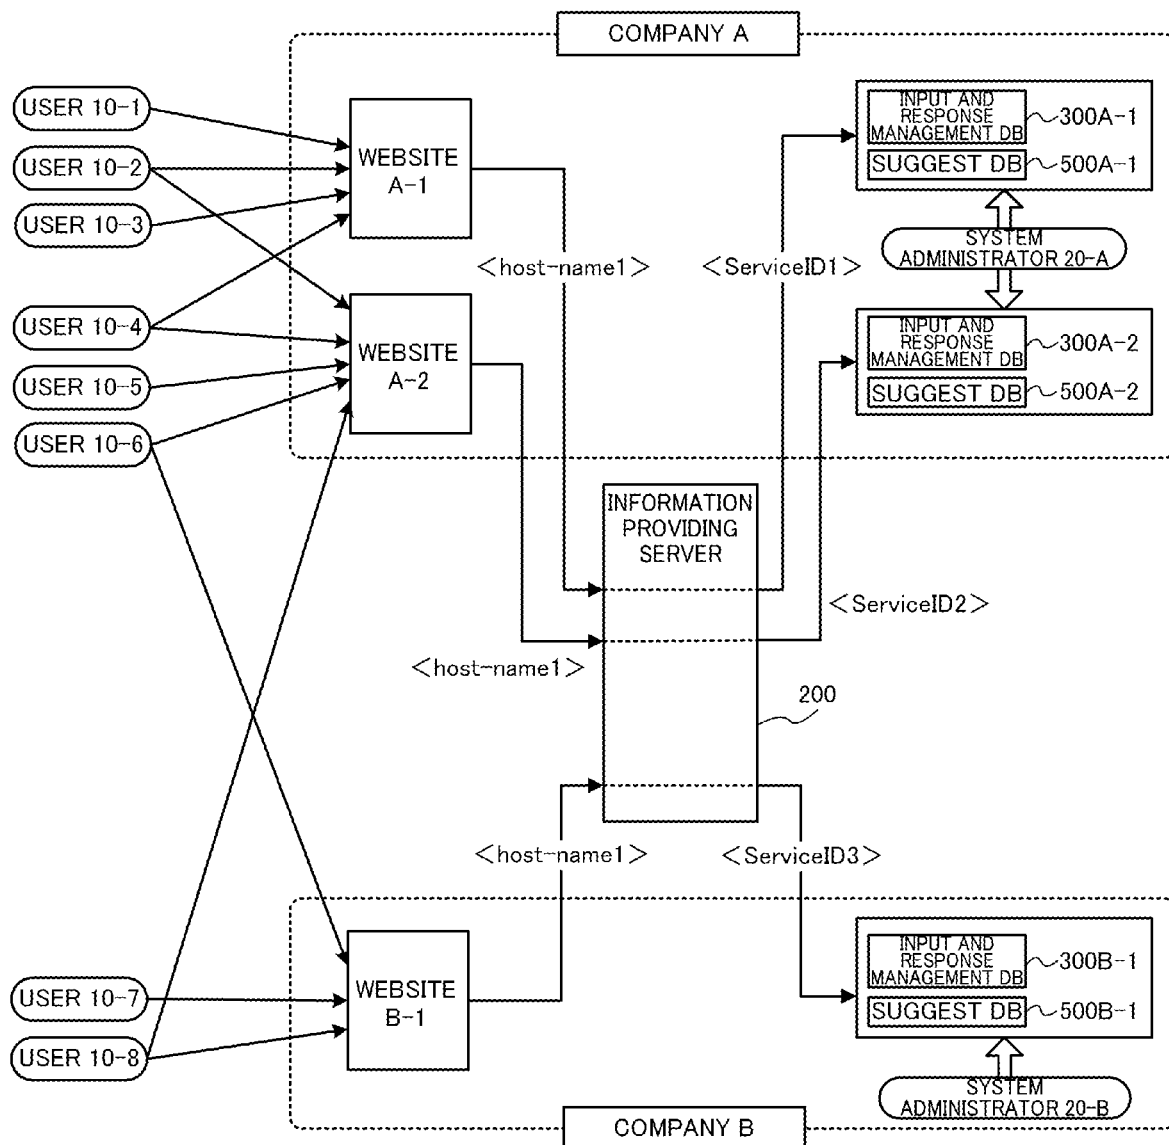 COMPANY A
USER 10-1
USER 10-2
USER 10-3
USER 10-4
USER 10-5
USER 10-6
WEBSITE
A-1
WEBSITE
A-2
<host-name1>
<ServiceID1>
INPUT AND
RESPONSE
MANAGEMENT DB
300A-1
SUGGEST DB
500A-1
SYSTEM
ADMINISTRATOR 20-A
INPUT AND
RESPONSE
MANAGEMENT DB
300A-2
SUGGEST DB
500A-2
INFORMATION
PROVIDING
SERVER
<ServiceID2>
<host-name1>
200
<host-name1>
<ServiceID3>
USER 10-7
USER 10-8
WEBSITE
B-1
INPUT AND
RESPONSE
MANAGEMENT DB
300B-1
SUGGEST DB
500B-1
SYSTEM
ADMINISTRATOR 20-B
COMPANY B